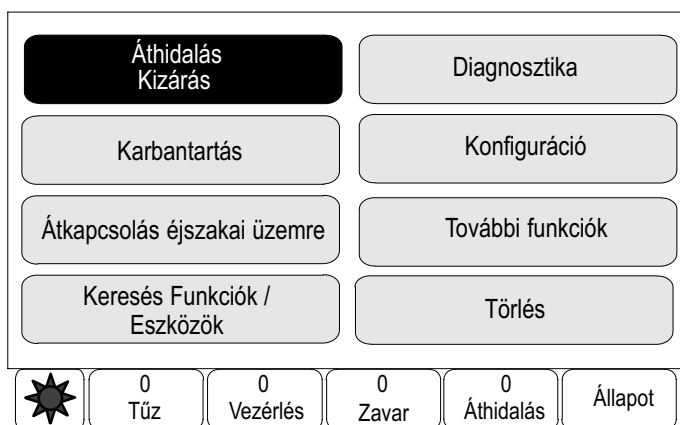 Áthidalás
Kizárás
Diagnosztika
Karbantartás
Konfiguráció
Átkapcsolás éjszakai üzemre
További funkciók
Keresés Funkciók /
Eszközök
Törlés
0
Tűz
0
Vezérlés
0
Zavar
0
Áthidalás
Állapot